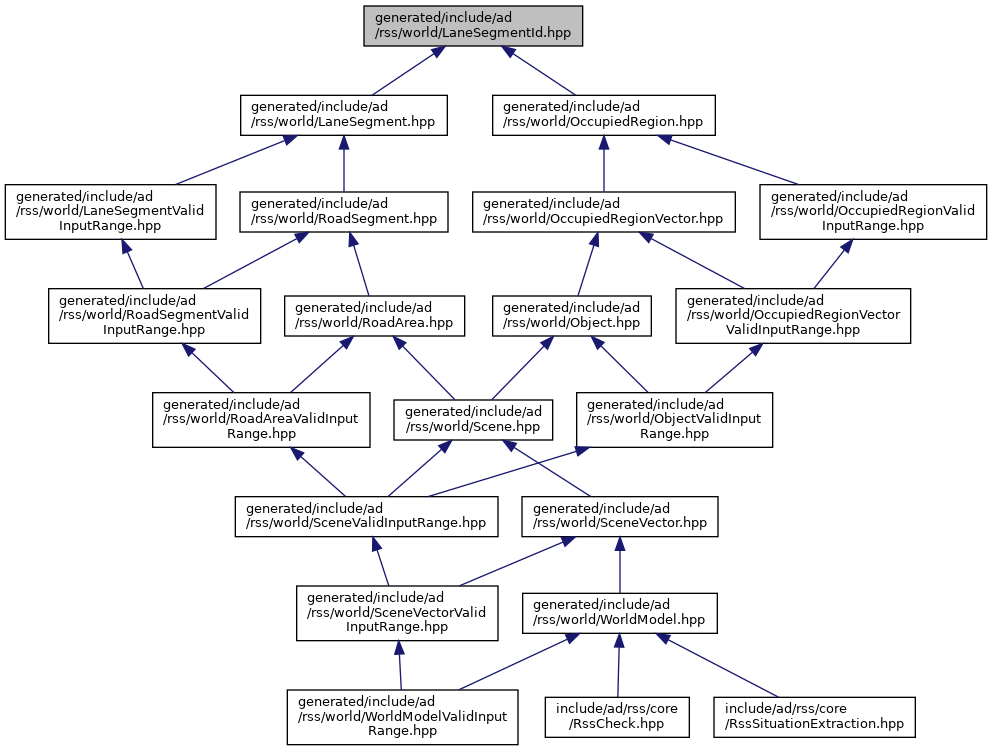 generated/include/ad
/rss/world/LaneSegmentId.hpp
generated/include/ad
/rss/world/LaneSegment.hpp
generated/include/ad
/rss/world/OccupiedRegion.hpp
generated/include/ad
/rss/world/LaneSegmentValid
InputRange.hpp
generated/include/ad
/rss/world/RoadSegment.hpp
generated/include/ad
/rss/world/OccupiedRegionVector.hpp
generated/include/ad
/rss/world/OccupiedRegionValid
InputRange.hpp
generated/include/ad
/rss/world/RoadSegmentValid
InputRange.hpp
generated/include/ad
/rss/world/RoadArea.hpp
generated/include/ad
/rss/world/Object.hpp
generated/include/ad
/rss/world/OccupiedRegionVector
ValidInputRange.hpp
generated/include/ad
/rss/world/RoadAreaValidInput
Range.hpp
generated/include/ad
/rss/world/Scene.hpp
generated/include/ad
/rss/world/ObjectValidInput
Range.hpp
generated/include/ad
/rss/world/SceneValidInputRange.hpp
generated/include/ad
/rss/world/SceneVector.hpp
generated/include/ad
/rss/world/SceneVectorValid
InputRange.hpp
generated/include/ad
/rss/world/WorldModel.hpp
generated/include/ad
/rss/world/WorldModelValidInput
Range.hpp
include/ad/rss/core
/RssCheck.hpp
include/ad/rss/core
/RssSituationExtraction.hpp